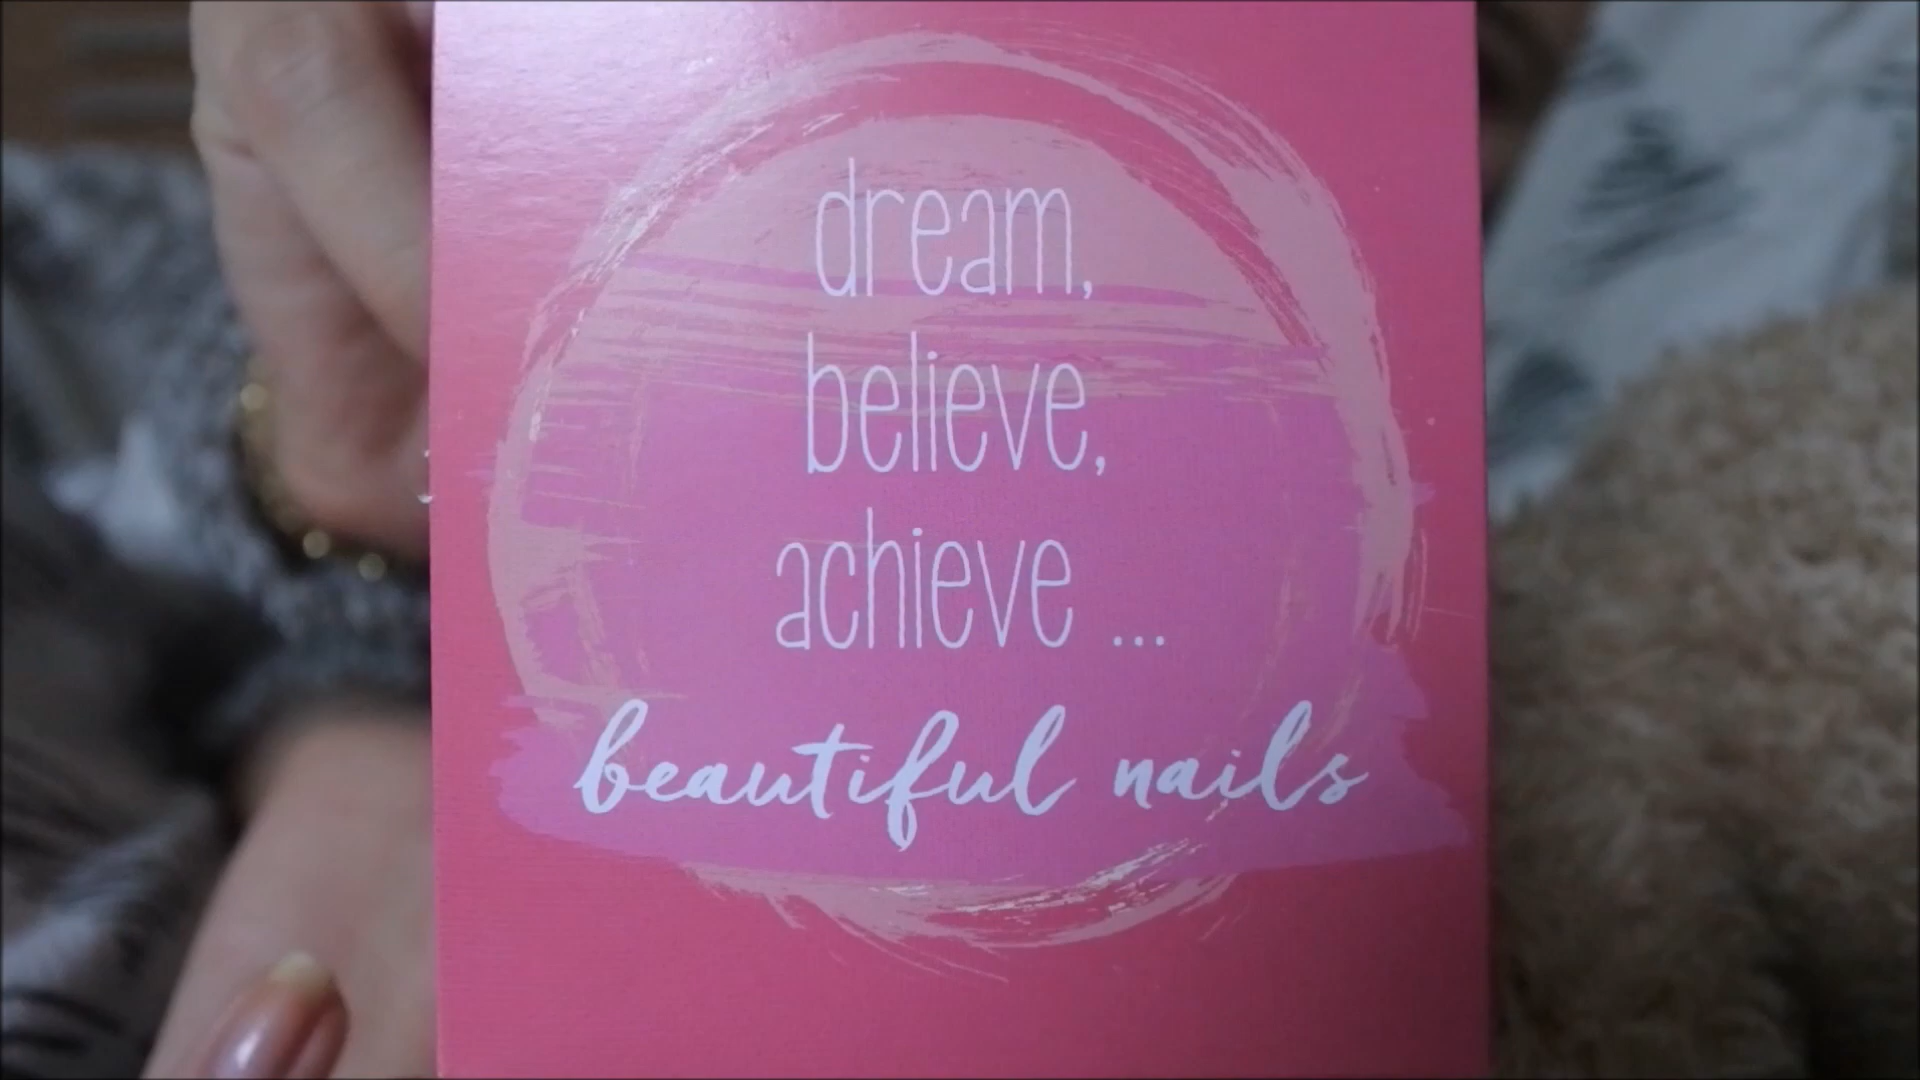 dream,
believe,
achieve ...
beautiful nails